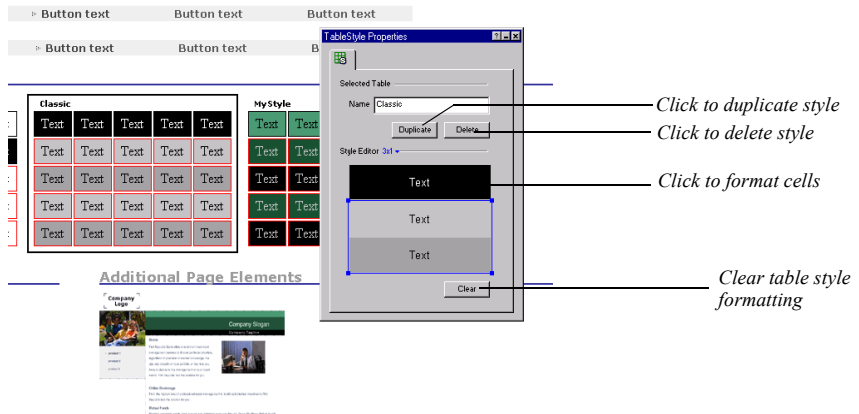 Button text Button text Button text
Button text Button text B
TableStyle Properties
Selected Table
Name Classic
Duplicate Delete
Style Editor 3x1
Text
Text
Text
Clear
Click to duplicate style
Click to delete style
Click to format cells
Clear table style
formatting
Classic
Text Text Text Text Text
Text Text Text Text Text
Text Text Text Text Text
Text Text Text Text Text
Text Text Text Text Text
MyStyle
Text Text
Text Text
Text Text
Text Text
Text Text
Additional Page Elements
Company
Logo
Company Slogan
Company Tagline
Home